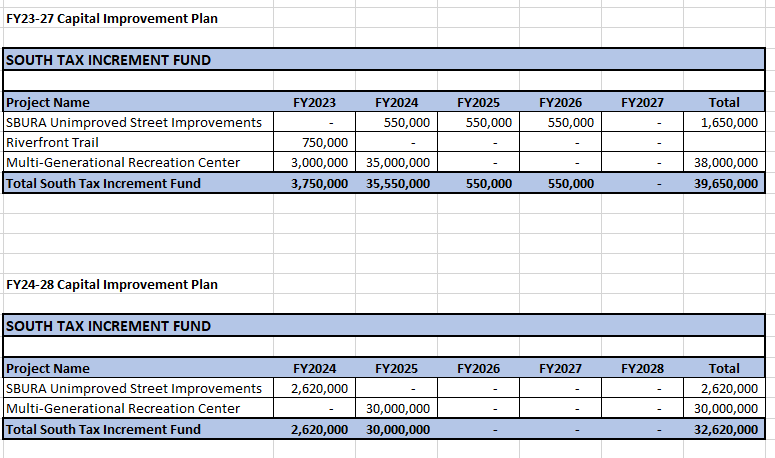 FY23-27 Capital Improvement Plan
SOUTH TAX INCREMENT FUND
Project Name FY2023 FY2024 FY2025 FY2026 FY2027 Total
SBURA Unimproved Street Improvements - 550,000 550,000 550,000 - 1,650,000
Riverfront Trail 750,000 - - - -
Multi-Generational Recreation Center 3,000,000 35,000,000 - - - 38,000,000
Total South Tax Increment Fund 3,750,000 35,550,000 550,000 550,000 - 39,650,000
FY24-28 Capital Improvement Plan
SOUTH TAX INCREMENT FUND
Project Name FY2024 FY2025 FY2026 FY2027 FY2028 Total
SBURA Unimproved Street Improvements 2,620,000 - - - - 2,620,000
Multi-Generational Recreation Center - 30,000,000 - - - 30,000,000
Total South Tax Increment Fund 2,620,000 30,000,000 - - - 32,620,000